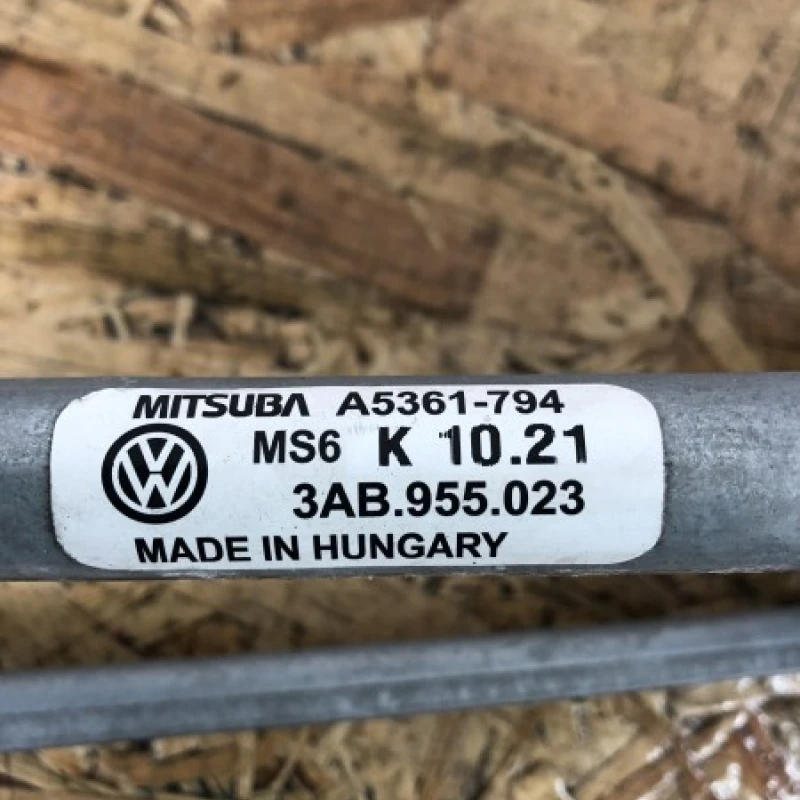 MITSUBA A5361-794
MS6 K 10.21
3AB.955.023
MADE IN HUNGARY